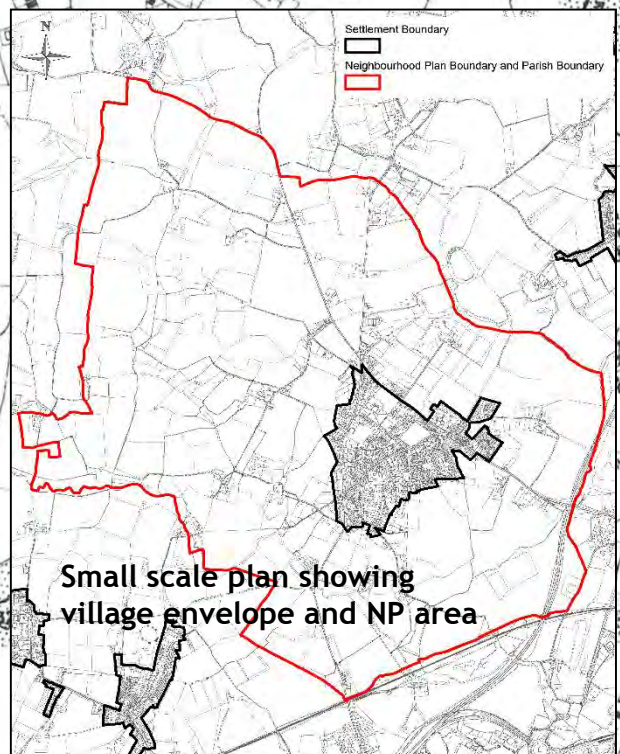 N
Settlement Boundary
Neighbourhood Plan Boundary and Parish Boundary
Small scale plan showing
village envelope and NP area